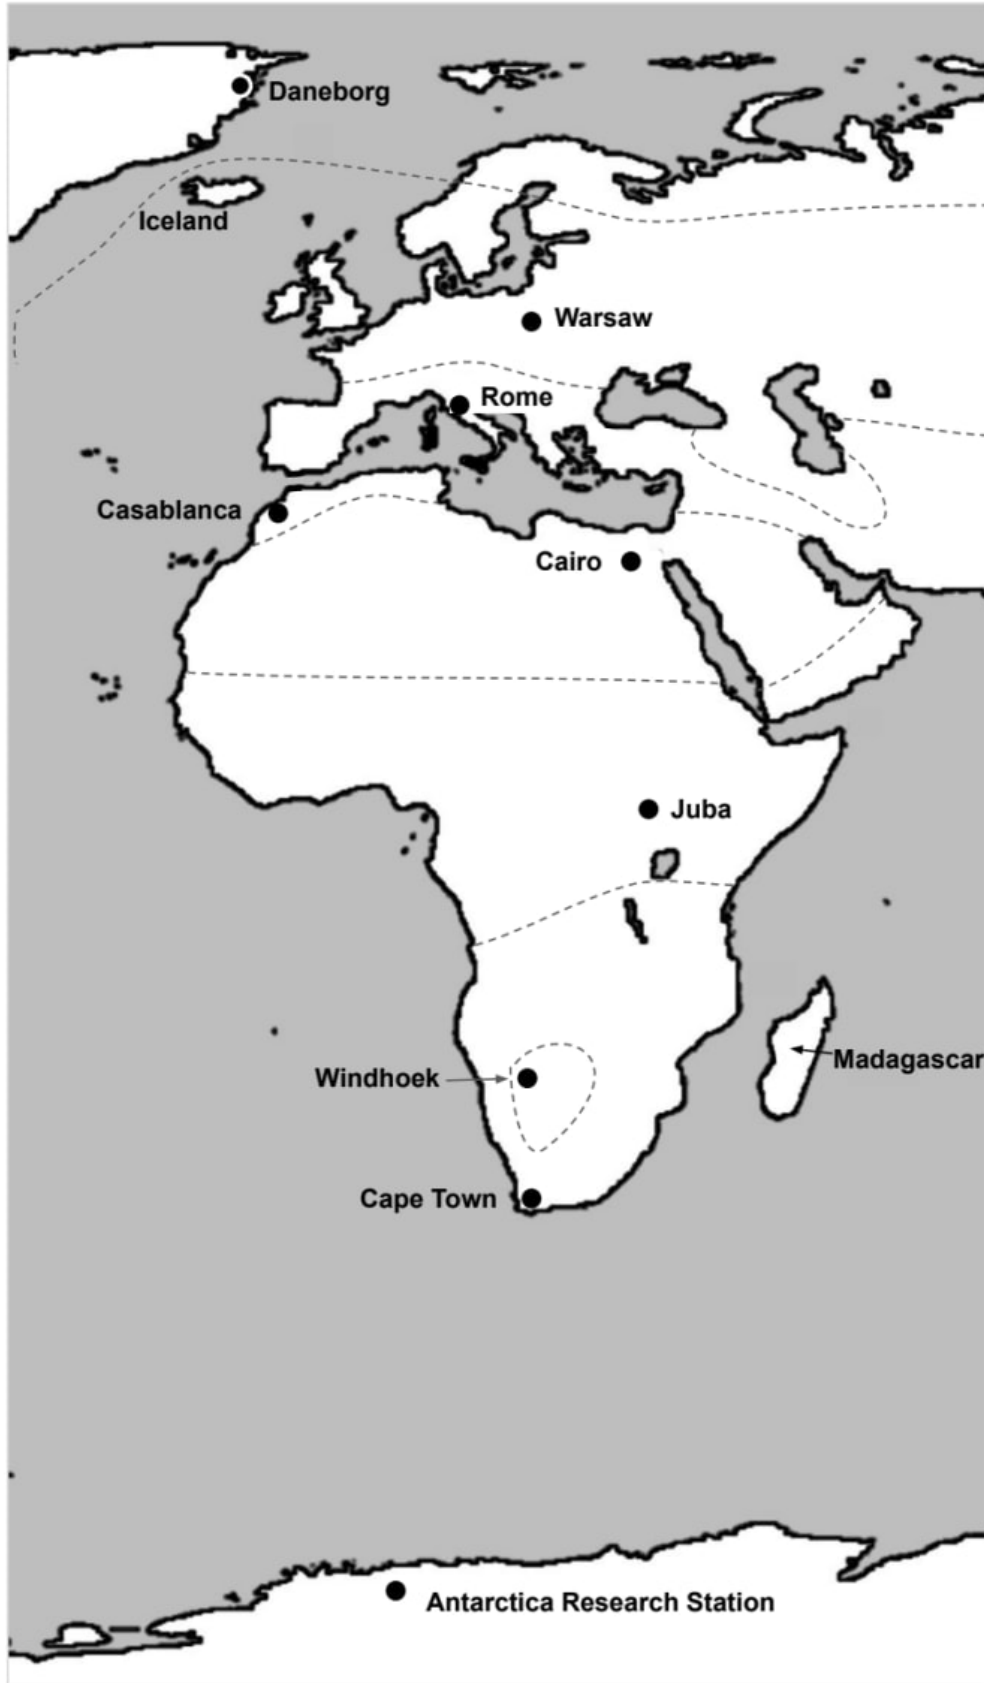 Daneborg
Iceland
Warsaw
Rome
Casablanca
Cairo
Juba
Madagascar
Windhoek
Cape Town
Antarctica Research Station